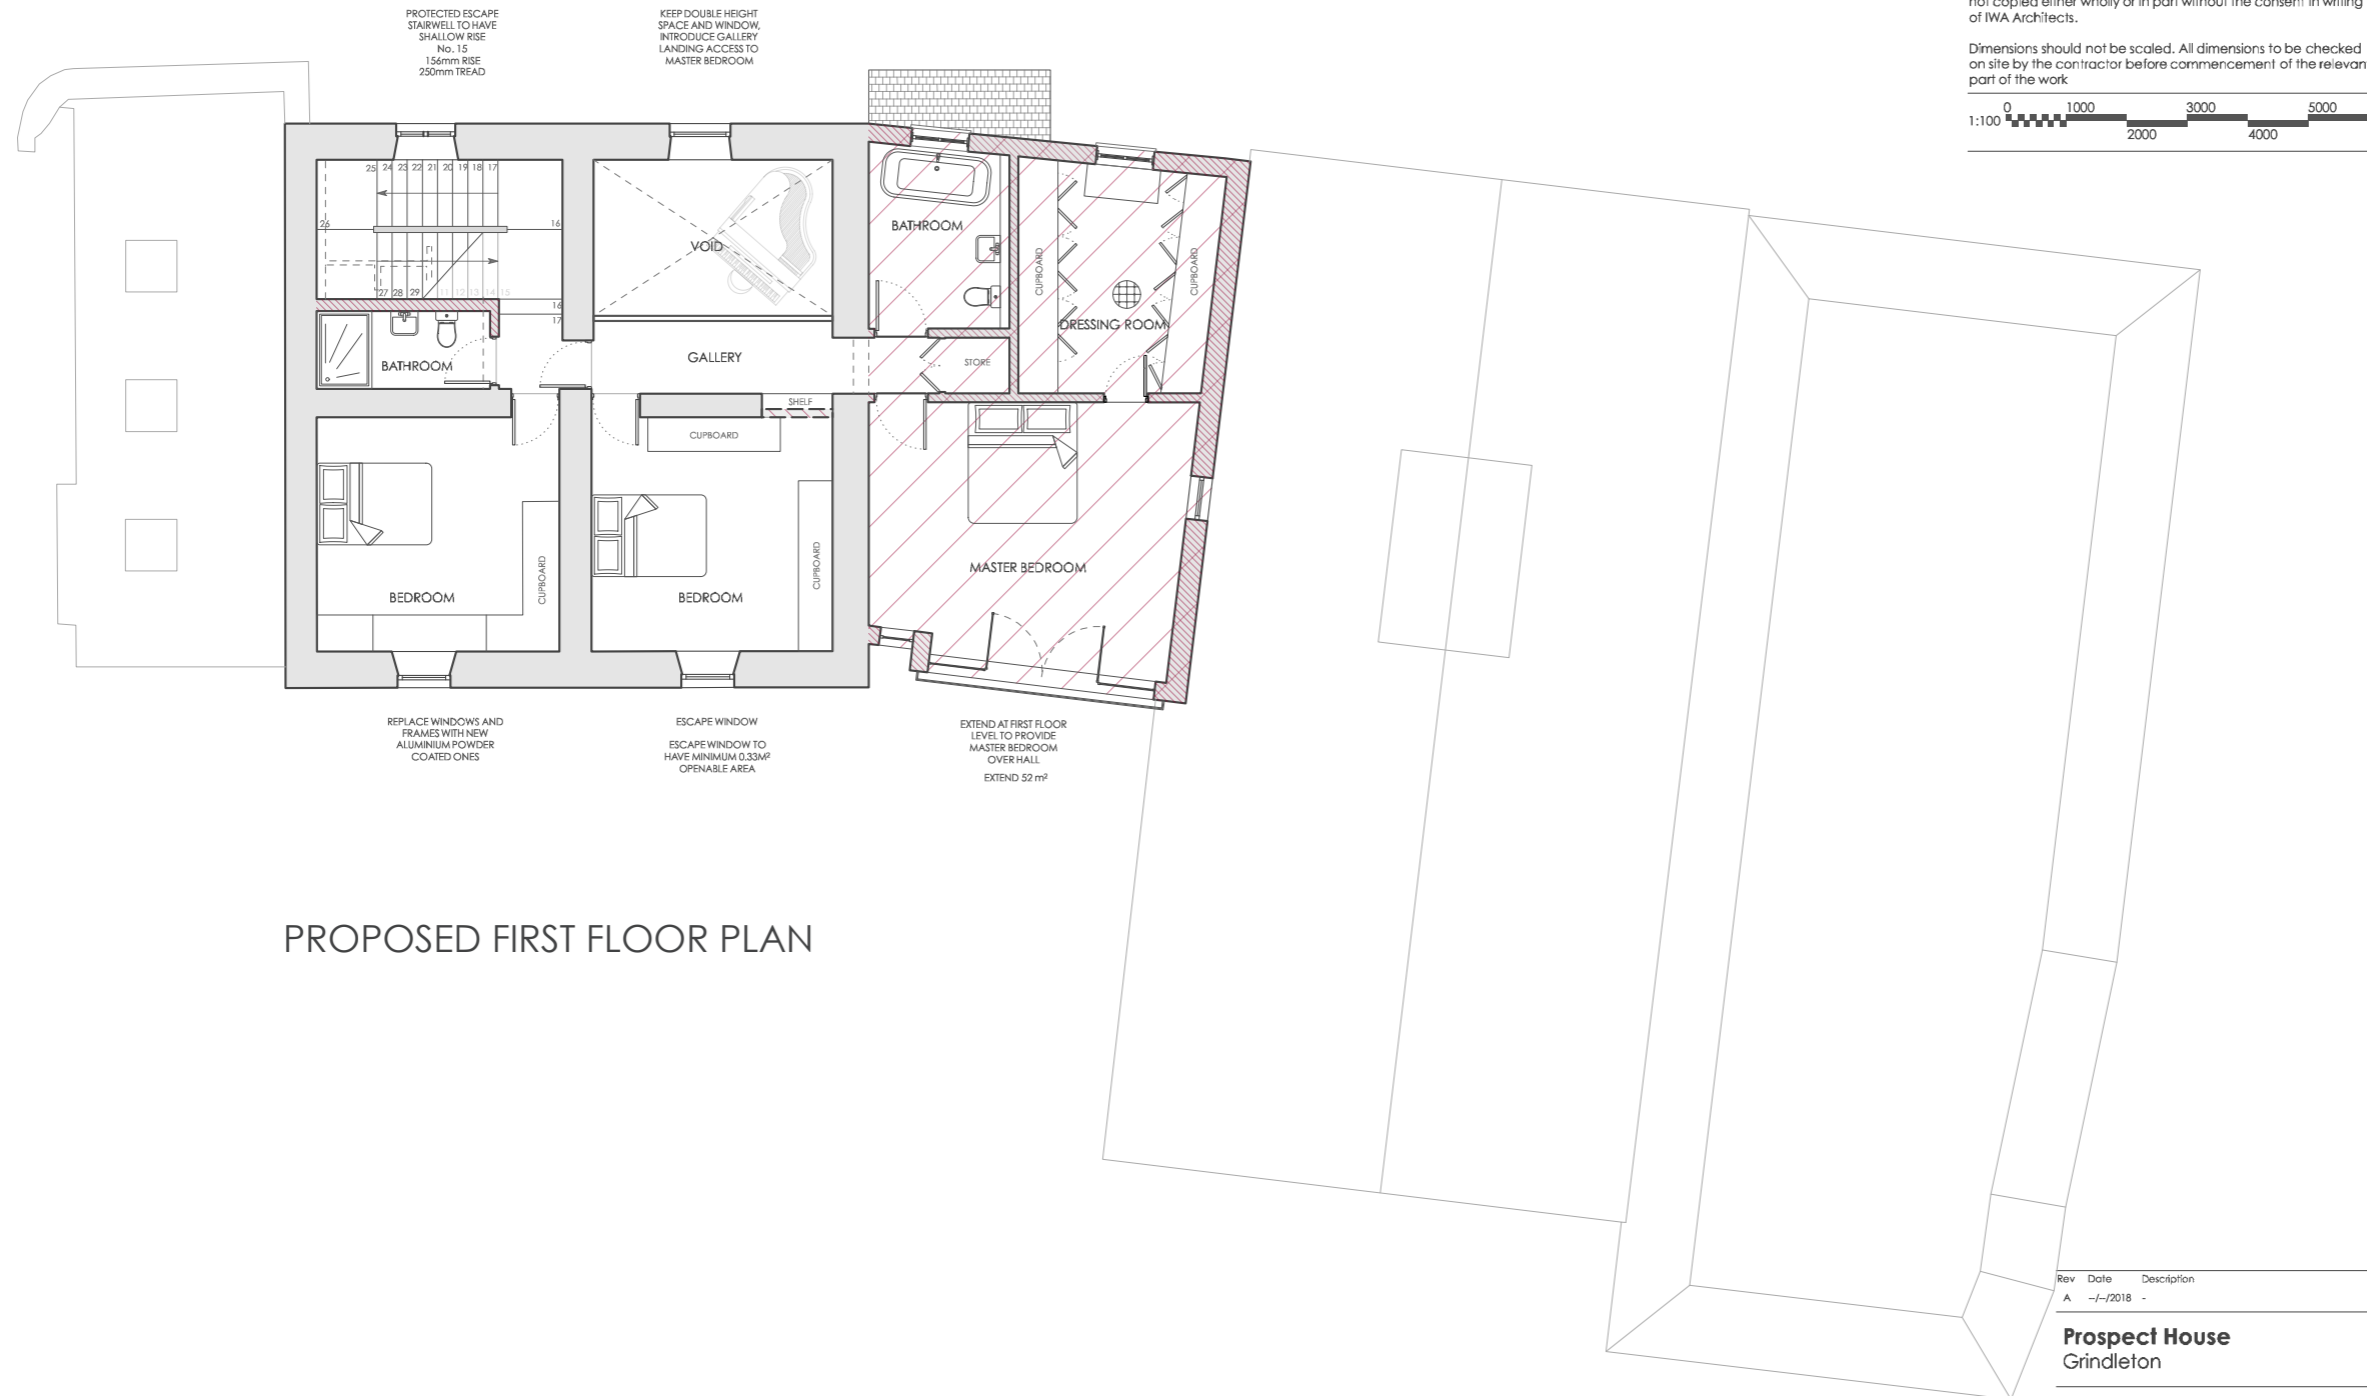 PROTECTED ESCAPE
STAIRWELL TO HAVE
SHALLOW RISE
No. 15
156mm RISE
250mm TREAD
KEEP DOUBLE HEIGHT
SPACE AND WINDOW,
INTRODUCE GALLERY
LANDING ACCESS TO
MASTER BEDROOM
not copied either wholly or in part without the consent in writing
of IWA Architects.
Dimensions should not be scaled. All dimensions to be checked
on site by the contractor before commencement of the relevan
part of the work
0 1000 3000 5000
1:100
2000 4000
25 24 23 22 21 20 19 18 17
26 16
27 28 29 11 12 13 14 15
16
17
VOID
BATHROOM
CUPBOARD
CUPBOARD
DRESSING ROOM
BATHROOM
GALLERY
STORE
SHELF
CUPBOARD
CUPBOARD
BEDROOM
CUPBOARD
BEDROOM
MASTER BEDROOM
REPLACE WINDOWS AND
FRAMES WITH NEW
ALUMINIUM POWDER
COATED ONES
ESCAPE WINDOW
ESCAPE WINDOW TO
HAVE MINIMUM 0.33M²
OPENABLE AREA
EXTEND AT FIRST FLOOR
LEVEL TO PROVIDE
MASTER BEDROOM
OVER HALL
EXTEND 52 m²
PROPOSED FIRST FLOOR PLAN
Rev Date Description
A --/--/2018 -
Prospect House
Grindleton